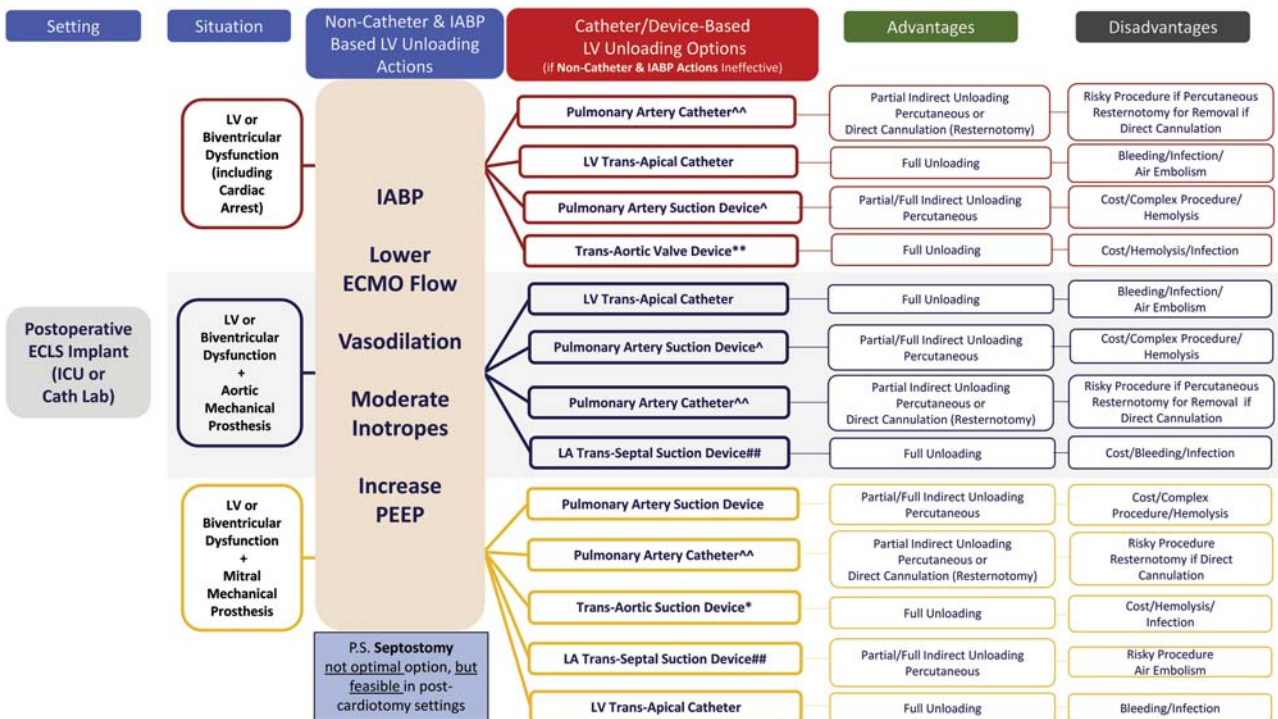 Setting
Situation
Non-Catheter & IABP
Based LV Unloading
Actions
Catheter/Device-Based
LV Unloading Options
(if Non-Catheter & IABP Actions Ineffective)
Advantages
Disadvantages
Postoperative
ECLS Implant
(ICU or
Cath Lab)
LV or
Biventricular
Dysfunction
(including
Cardiac
Arrest)
IABP
Lower
ECMO Flow
Vasodilation
Moderate
Inotropes
Increase
PEEP
P.S. Septostomy
not optimal option, but
feasible in post-
cardiotomy settings
Pulmonary Artery Catheter^^
Partial Indirect Unloading
Percutaneous or
Direct Cannulation (Resternotomy)
Risky Procedure if Percutaneous
Resternotomy for Removal if
Direct Cannulation
LV Trans-Apical Catheter
Full Unloading
Bleeding/Infection/
Air Embolism
Pulmonary Artery Suction Device^
Partial/Full Indirect Unloading
Percutaneous
Cost/Complex Procedure/
Hemolysis
Trans-Aortic Valve Device**
Full Unloading
Cost/Hemolysis/Infection
LV or
Biventricular
Dysfunction
+
Aortic
Mechanical
Prosthesis
LV Trans-Apical Catheter
Full Unloading
Bleeding/Infection/
Air Embolism
Pulmonary Artery Suction Device^
Partial/Full Indirect Unloading
Percutaneous
Cost/Complex Procedure/
Hemolysis
Pulmonary Artery Catheter^^
Partial Indirect Unloading
Percutaneous or
Direct Cannulation (Resternotomy)
Risky Procedure if Percutaneous
Resternotomy for Removal if
Direct Cannulation
LA Trans-Septal Suction Device##
Full Unloading
Cost/Bleeding/Infection
LV or
Biventricular
Dysfunction
+
Mitral
Mechanical
Prosthesis
Pulmonary Artery Suction Device
Partial/Full Indirect Unloading
Percutaneous
Cost/Complex
Procedure/Hemolysis
Pulmonary Artery Catheter^^
Partial Indirect Unloading
Percutaneous or
Direct Cannulation (Resternotomy)
Risky Procedure
Resternotomy if Direct
Cannulation
Trans-Aortic Suction Device*
Full Unloading
Cost/Hemolysis/
Infection
LA Trans-Septal Suction Device##
Partial/Full Indirect Unloading
Percutaneous
Risky Procedure
Air Embolism
LV Trans-Apical Catheter
Full Unloading
Bleeding/Infection